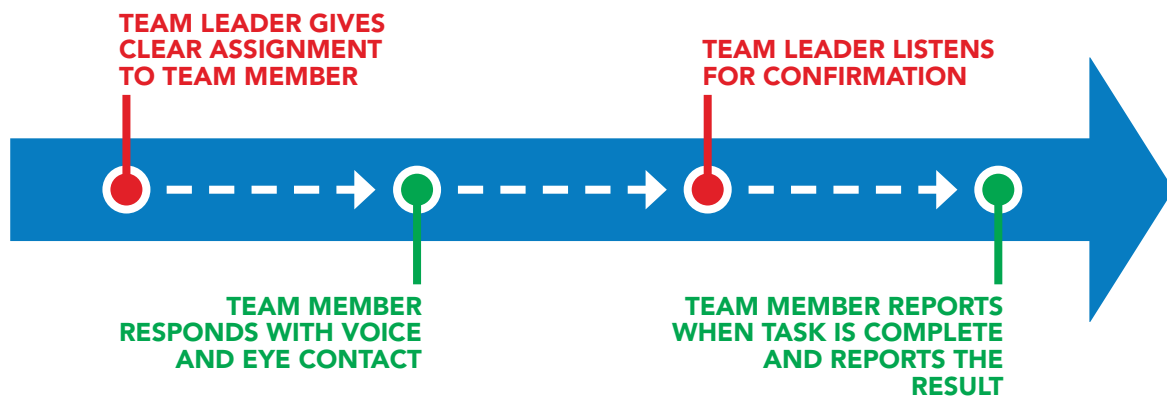 TEAM LEADER GIVES
CLEAR ASSIGNMENT
TO TEAM MEMBER
TEAM MEMBER
RESPONDS WITH VOICE
AND EYE CONTACT
TEAM LEADER LISTENS
FOR CONFIRMATION
TEAM MEMBER REPORTS
WHEN TASK IS COMPLETE
AND REPORTS THE
RESULT